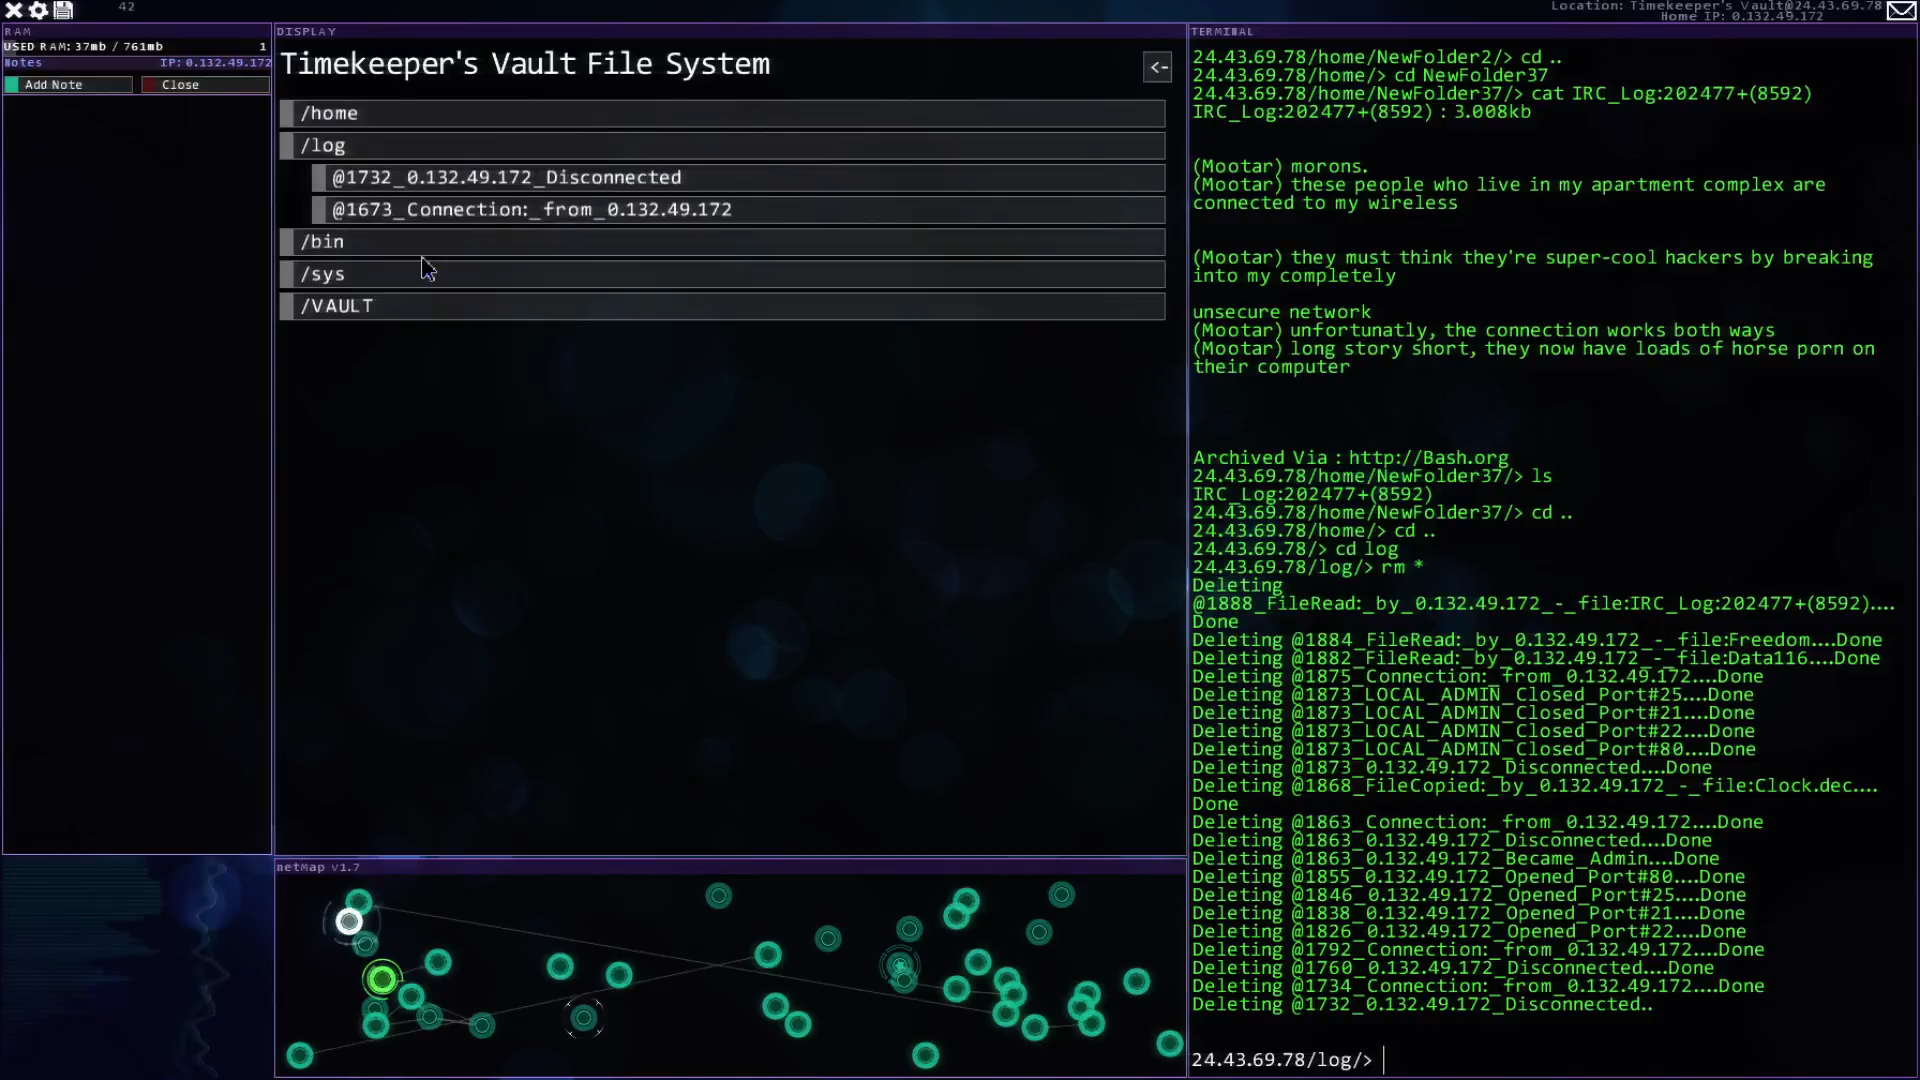 42
Location: Timekeeper's Vault@24.43.69.78
Home IP: 0.132.49.172
RAM
USED RAM: 37mb / 761mb 1
Notes IP: 0.132.49.172
Add Note
Close
DISPLAY
Timekeeper's Vault File System
<-
/home
/log
@1732_0.132.49.172_Disconnected
@1673_Connection:_from_0.132.49.172
/bin
/sys
/VAULT
netMap v1.7
TERMINAL
24.43.69.78/home/NewFolder2/> cd ..
24.43.69.78/home/> cd NewFolder37
24.43.69.78/home/NewFolder37/> cat IRC_Log:202477+(8592)
IRC_Log:202477+(8592) : 3.008kb
(Mootar) morons.
(Mootar) these people who live in my apartment complex are
connected to my wireless
(Mootar) they must think they're super-cool hackers by breaking
into my completely
unsecure network
(Mootar) unfortunatly, the connection works both ways
(Mootar) long story short, they now have loads of horse porn on
their computer
Archived Via : http://Bash.org
24.43.69.78/home/NewFolder37/> ls
IRC_Log:202477+(8592)
24.43.69.78/home/NewFolder37/> cd ..
24.43.69.78/home/> cd ..
24.43.69.78/> cd log
24.43.69.78/log/> rm *
Deleting
@1888_FileRead:_by_0.132.49.172_-_file:IRC_Log:202477+(8592)....
Done
Deleting @1884_FileRead:_by_0.132.49.172_-_file:Freedom....Done
Deleting @1882_FileRead:_by_0.132.49.172_-_file:Data116....Done
Deleting @1875_Connection:_from_0.132.49.172....Done
Deleting @1873_LOCAL_ADMIN_Closed_Port#25....Done
Deleting @1873_LOCAL_ADMIN_Closed_Port#21....Done
Deleting @1873_LOCAL_ADMIN_Closed_Port#22....Done
Deleting @1873_LOCAL_ADMIN_Closed_Port#80....Done
Deleting @1873_0.132.49.172_Disconnected....Done
Deleting @1868_FileCopied:_by_0.132.49.172_-_file:Clock.dec....
Done
Deleting @1863_Connection:_from_0.132.49.172....Done
Deleting @1863_0.132.49.172_Disconnected....Done
Deleting @1863_0.132.49.172_Became_Admin....Done
Deleting @1855_0.132.49.172_Opened_Port#80....Done
Deleting @1846_0.132.49.172_Opened_Port#25....Done
Deleting @1838_0.132.49.172_Opened_Port#21....Done
Deleting @1826_0.132.49.172_Opened_Port#22....Done
Deleting @1792_Connection:_from_0.132.49.172....Done
Deleting @1760_0.132.49.172_Disconnected....Done
Deleting @1734_Connection:_from_0.132.49.172....Done
Deleting @1732_0.132.49.172_Disconnected..
24.43.69.78/log/>